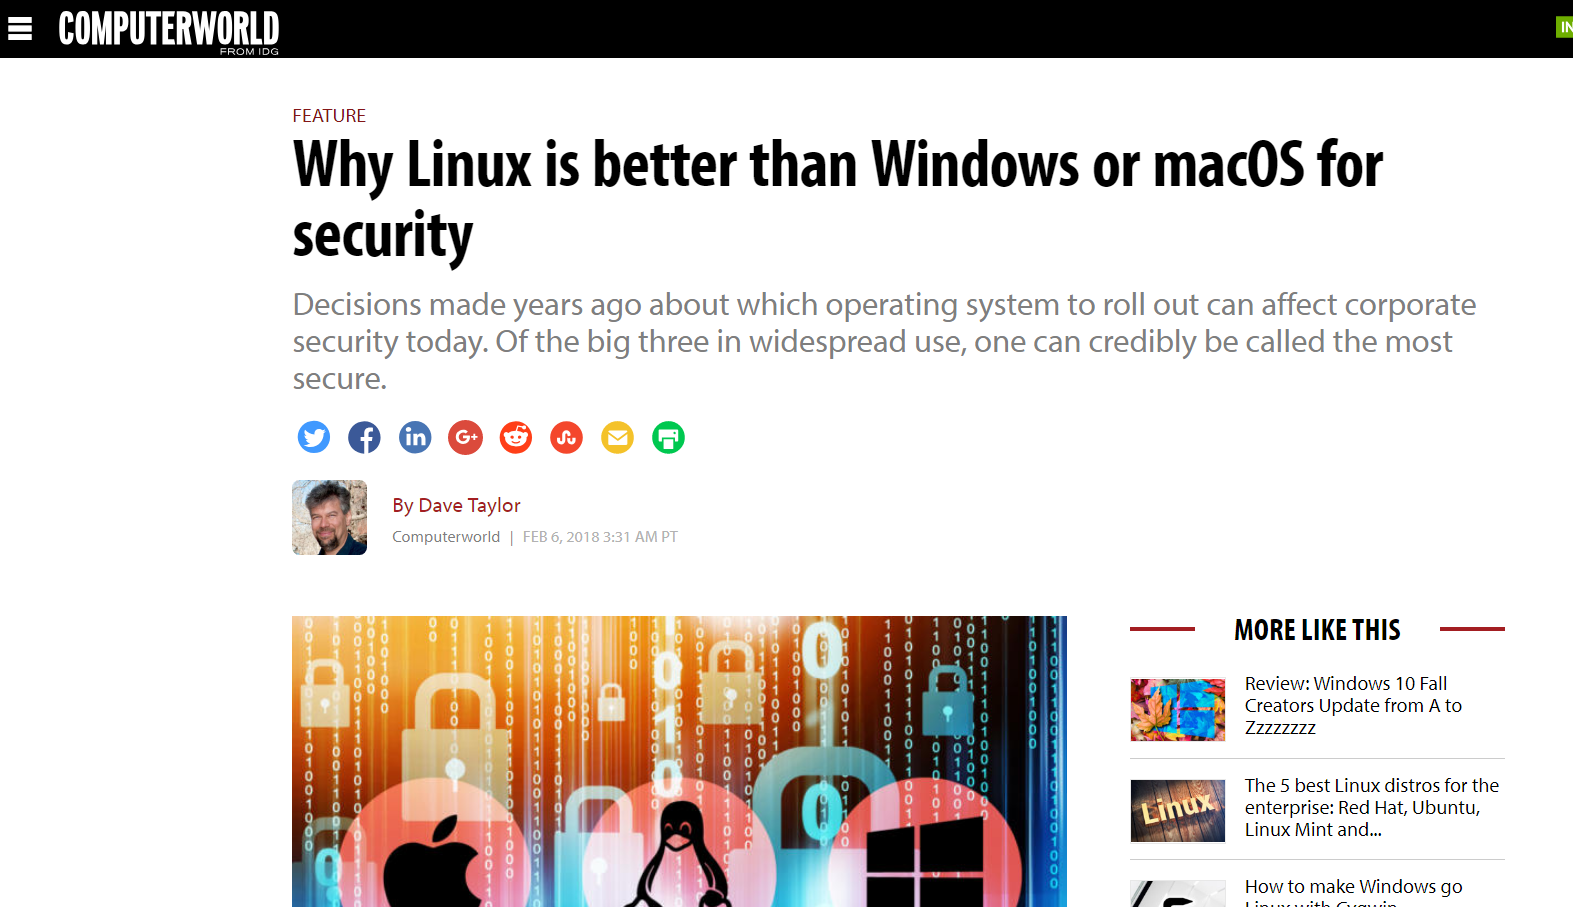 COMPUTERWORLD
FROM IDG
IN
FEATURE
Why Linux is better than Windows or macOS for
security
Decisions made years ago about which operating system to roll out can affect corporate
security today. Of the big three in widespread use, one can credibly be called the most
secure.
By Dave Taylor
Computerworld | FEB 6, 2018 3:31 AM PT
MORE LIKE THIS
Review: Windows 10 Fall
Creators Update from A to
Zzzzzzzz
Linux
The 5 best Linux distros for the
enterprise: Red Hat, Ubuntu,
Linux Mint and...
How to make Windows go
Linux with Cygwin